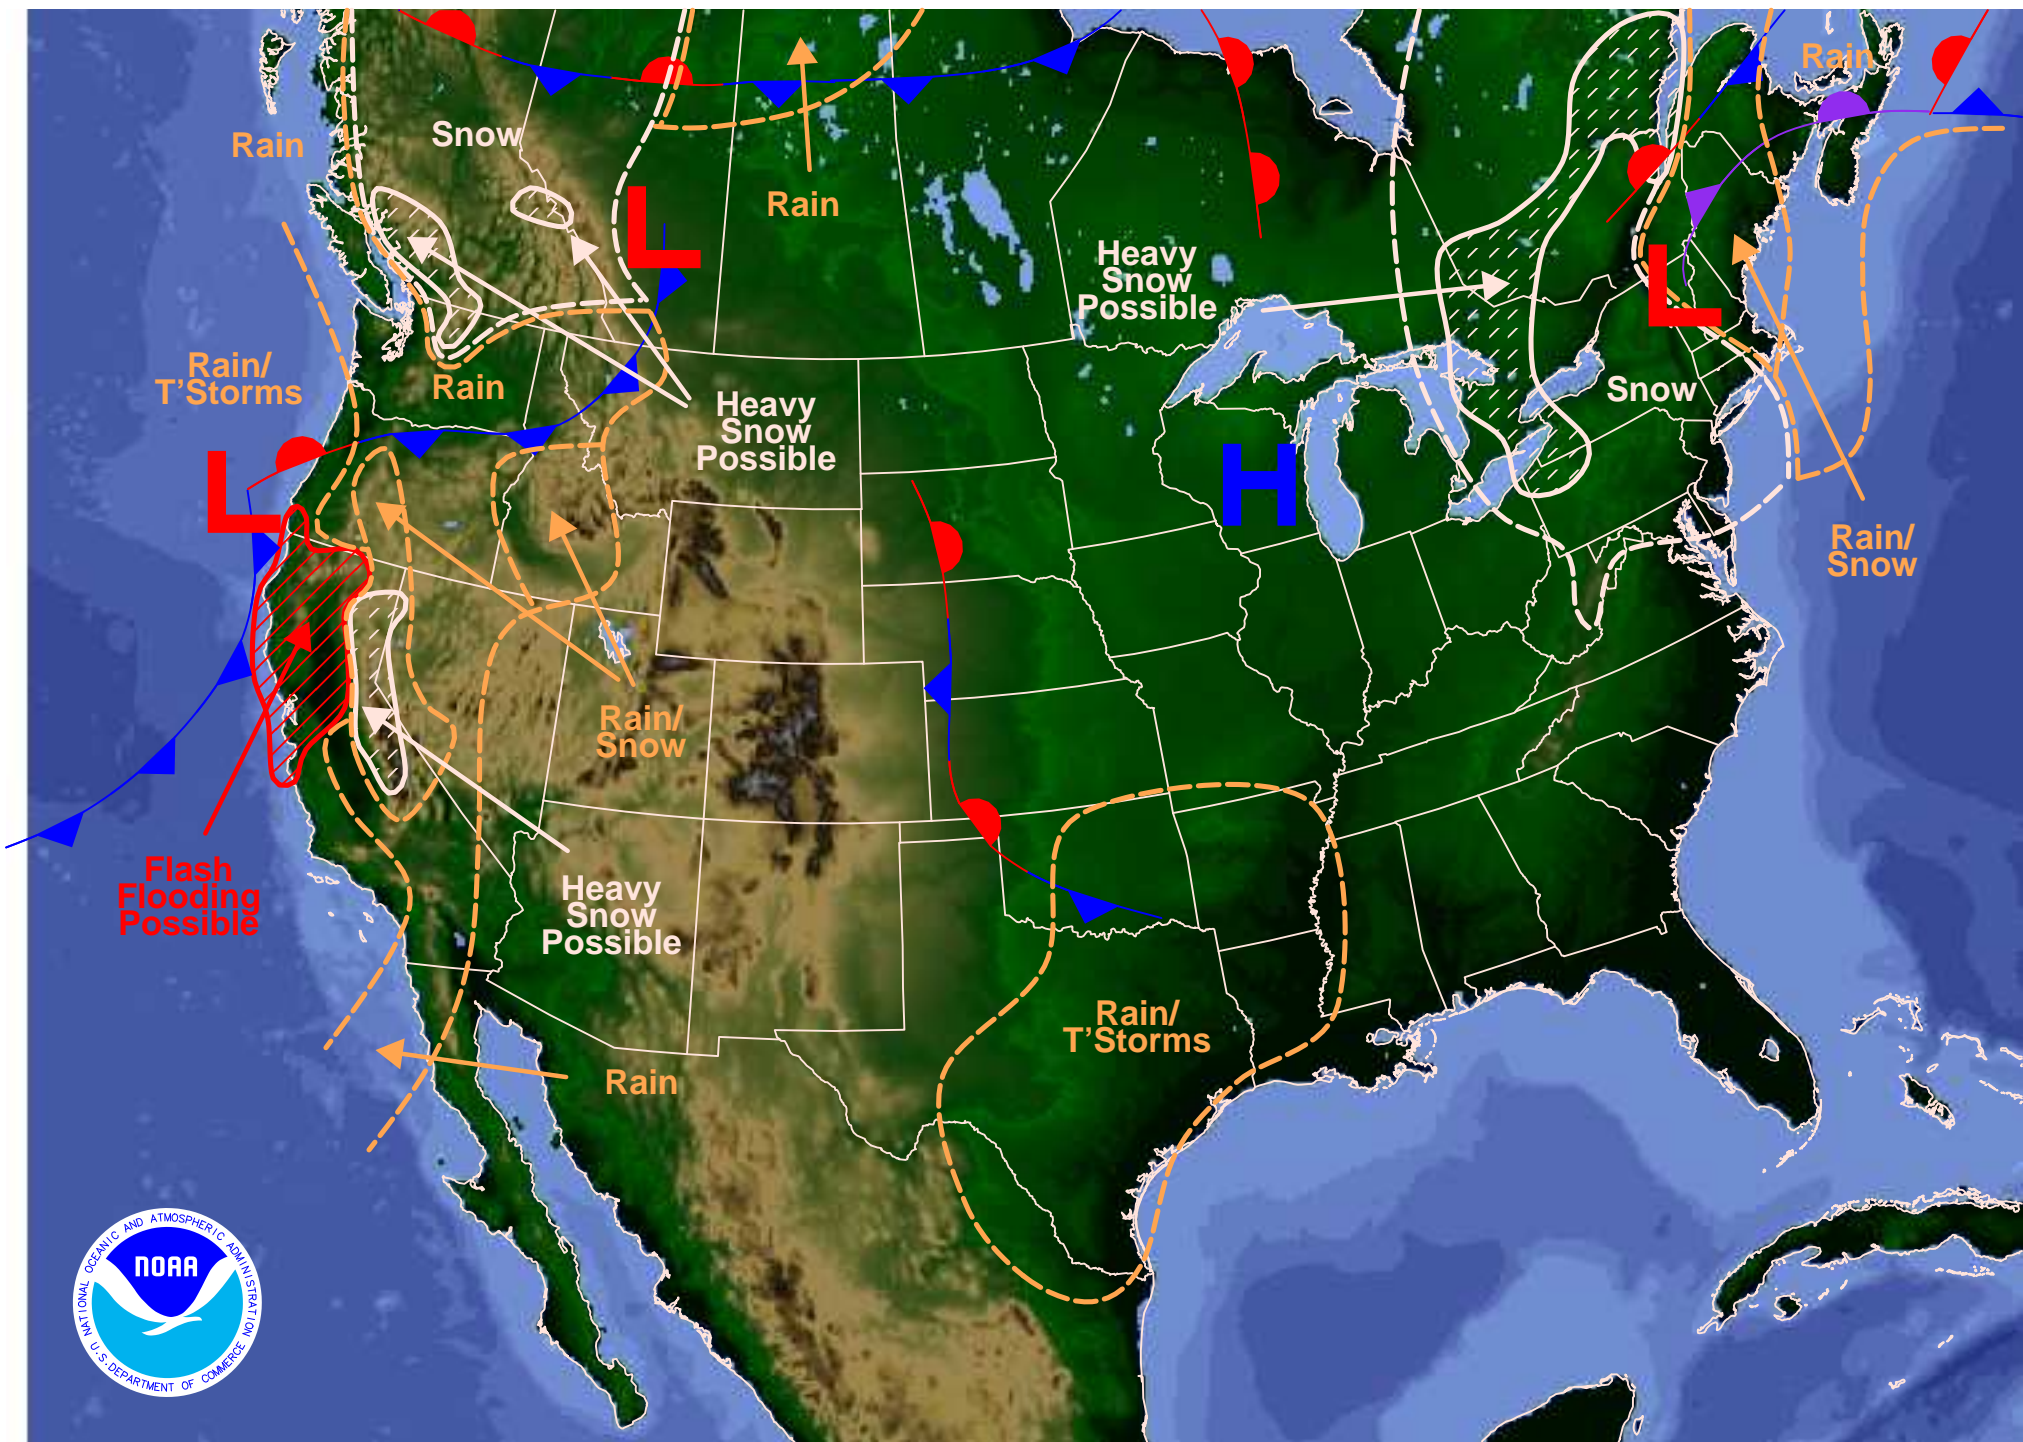 Rain
Rain
Snow
Rain
Heavy
Snow
Possible
Rain/
T'Storms
Rain
Heavy
Snow
Possible
Snow
L
L
L
H
Rain/
Snow
Rain/
Snow
Flash
Flooding
Possible
Heavy
Snow
Possible
Rain/
T'Storms
Rain
NATIONAL OCEANIC AND ATMOSPHERIC ADMINISTRATION
NOAA
U.S. DEPARTMENT OF COMMERCE